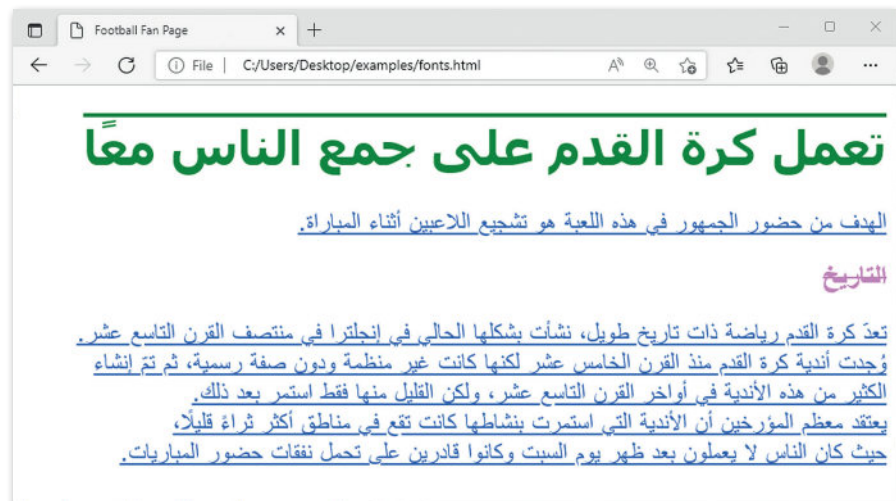 Football Fan Page
File | C:/Users/Desktop/examples/fonts.html
تعمل كرة القدم على جمع الناس معًا
الهدف من حضور الجمهور في هذه اللعبة هو تشجيع اللاعبين أثناء المباراة.
التاريخ
تعدّ كرة القدم رياضة ذات تاريخ طويل، نشأت بشكلها الحالي في إنجلترا في منتصف القرن التاسع عشر.
وُجدت أندية كرة القدم منذ القرن الخامس عشر لكنها كانت غير منظمة ودون صفة رسمية، ثم تمّ إنشاء
الكثير من هذه الأندية في أواخر القرن التاسع عشر، ولكن القليل منها فقط استمر بعد ذلك.
يعتقد معظم المؤرخين أن الأندية التي استمرت بنشاطها كانت تقع في مناطق أكثر ثراءً قليلًا،
حيث كان الناس لا يعملون بعد ظهر يوم السبت وكانوا قادرين على تحمل نفقات حضور المباريات.